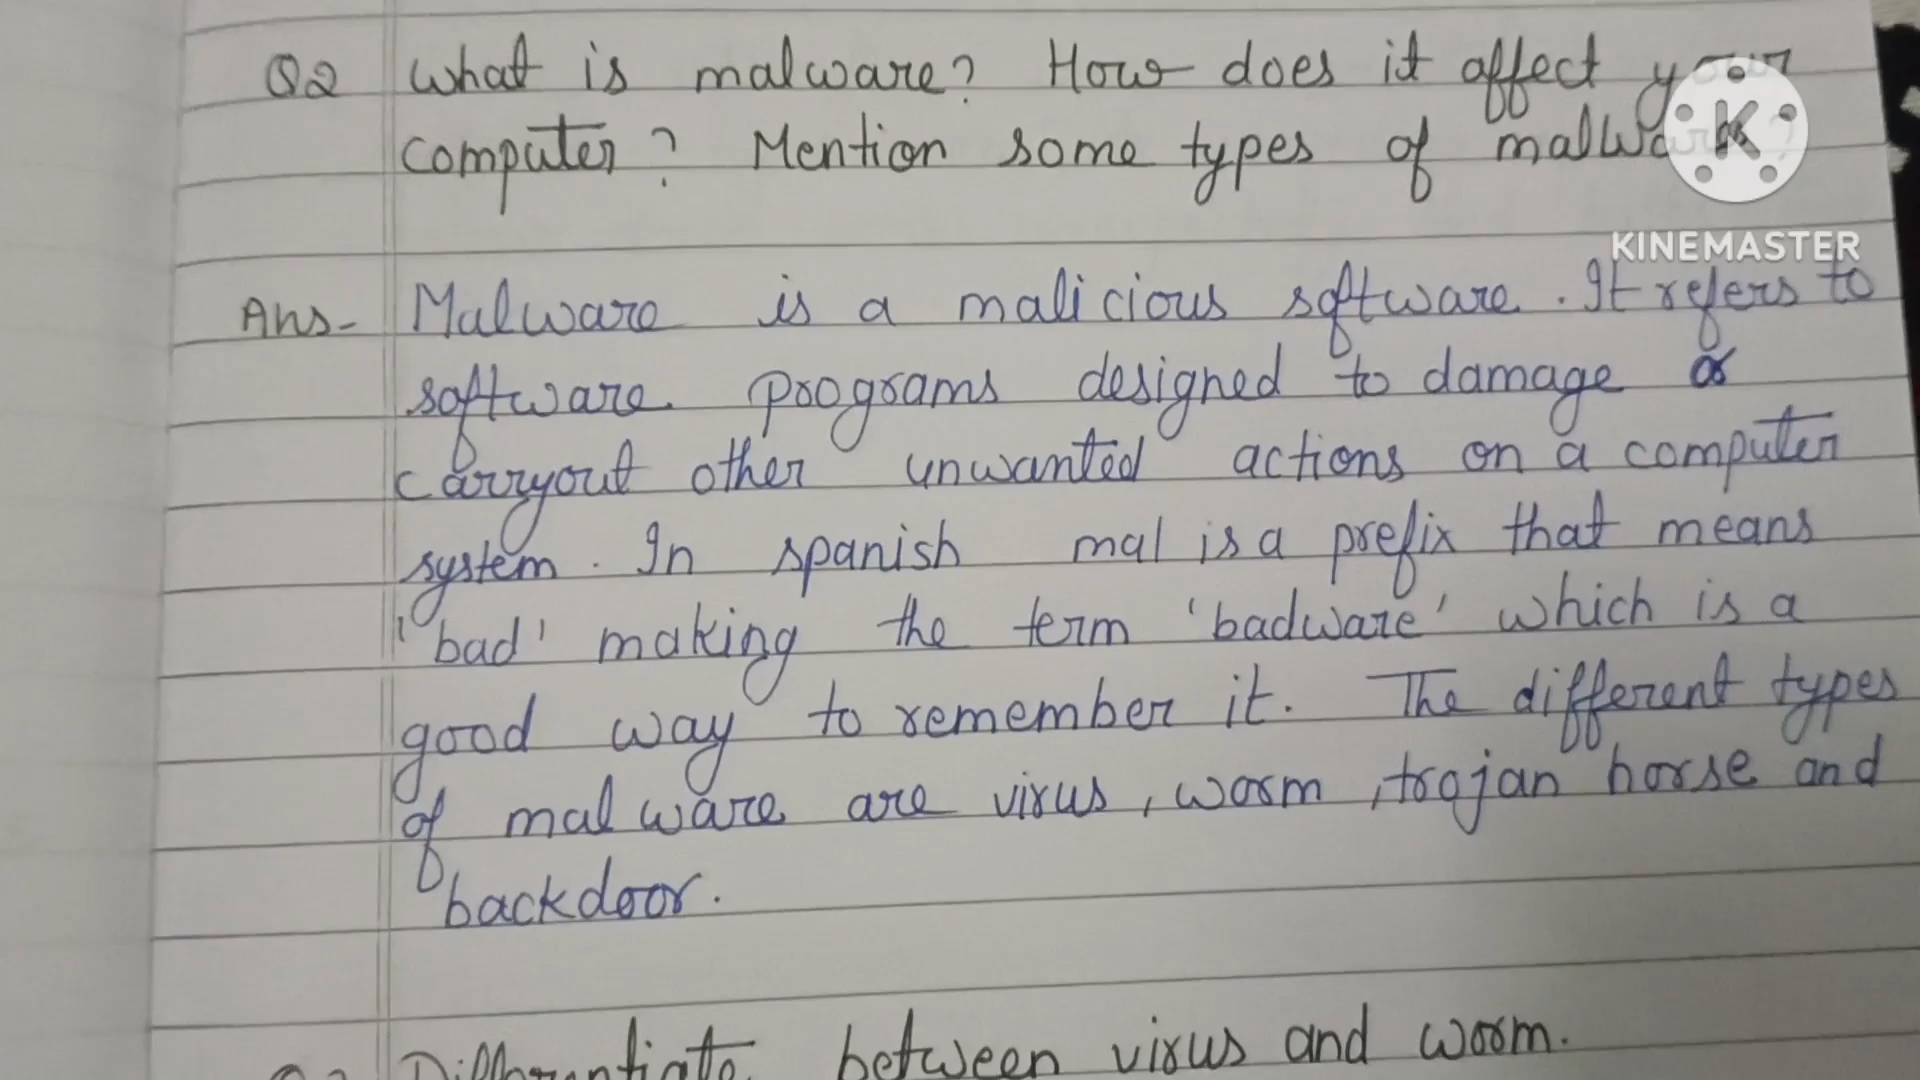 Q2 What is malware? How does it affect your
computer? Mention some types of malware?
KINEMASTER
Ans- Malware is a malicious software. It refers to
software programs designed to damage or
carryout other unwanted actions on a computer
system. In spanish mal is a prefix that means
'bad' making the term 'badware' which is a
good way to remember it. The different types
of malware are virus, worm, trojan horse and
backdoor.
Differentiate between virus and worm.